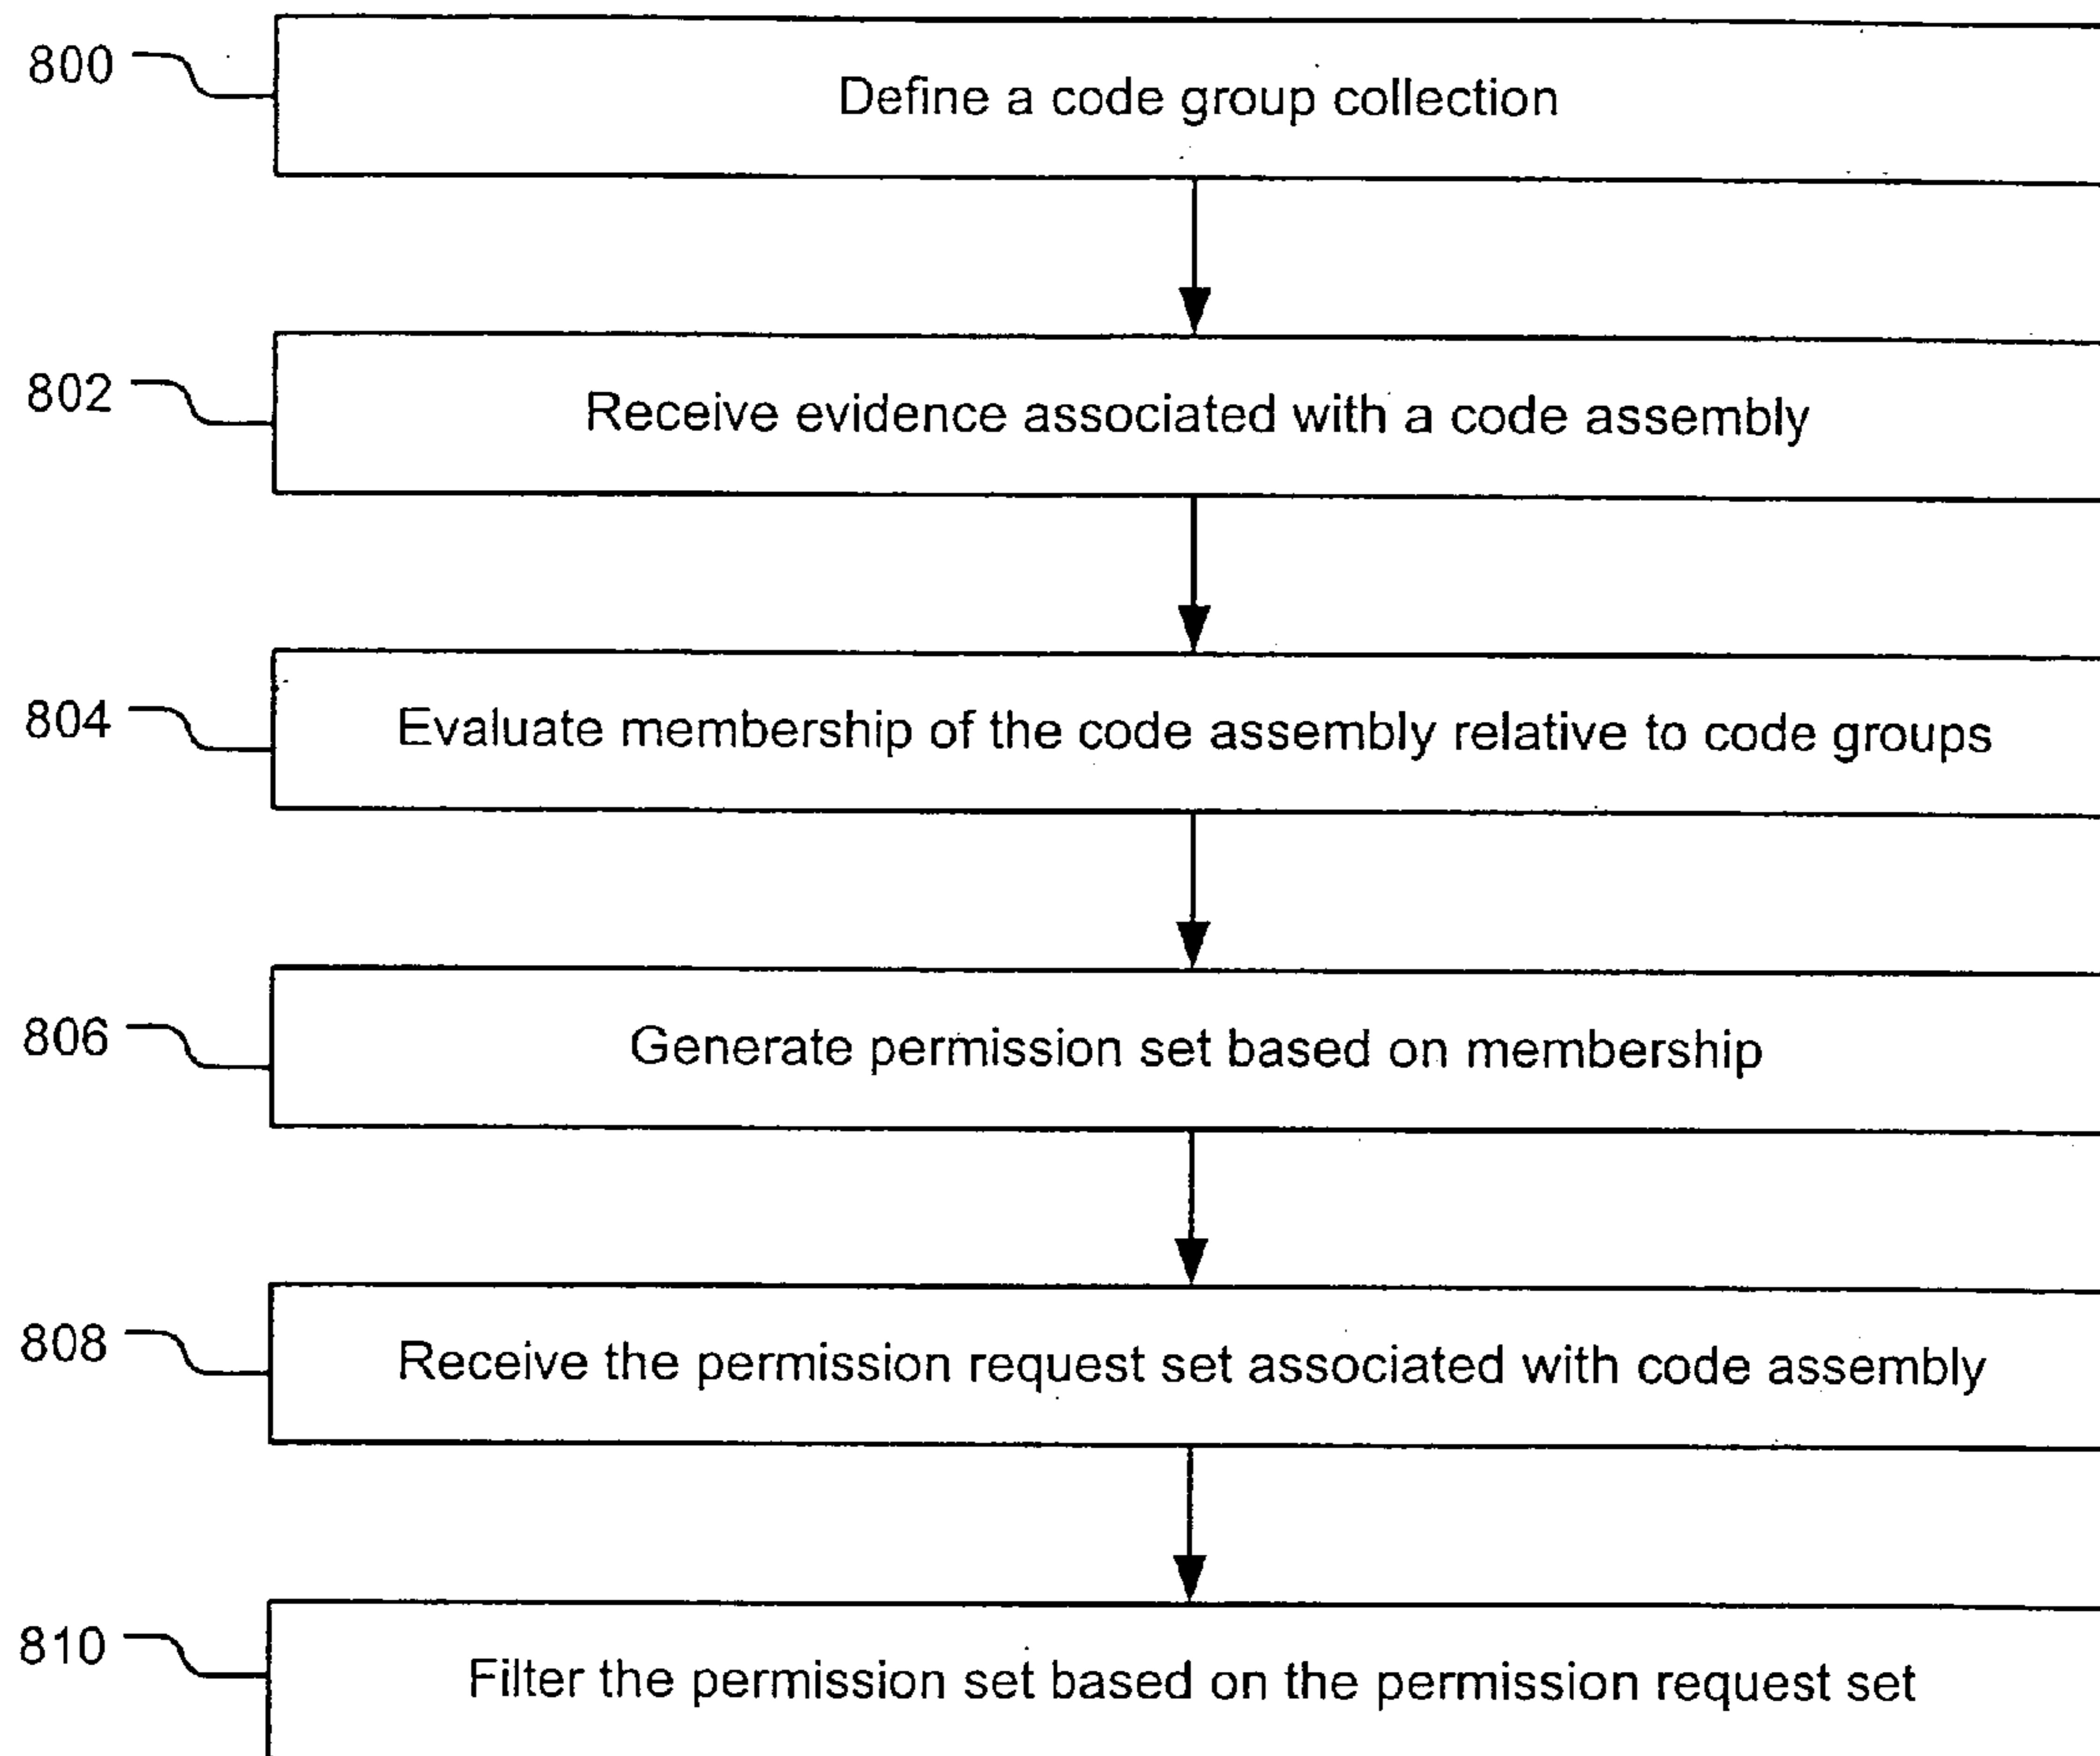 800
Define a code group collection
802
Receive evidence associated with a code assembly
804
Evaluate membership of the code assembly relative to code groups
806
Generate permission set based on membership
808
Receive the permission request set associated with code assembly
810
Filter the permission set based on the permission request set